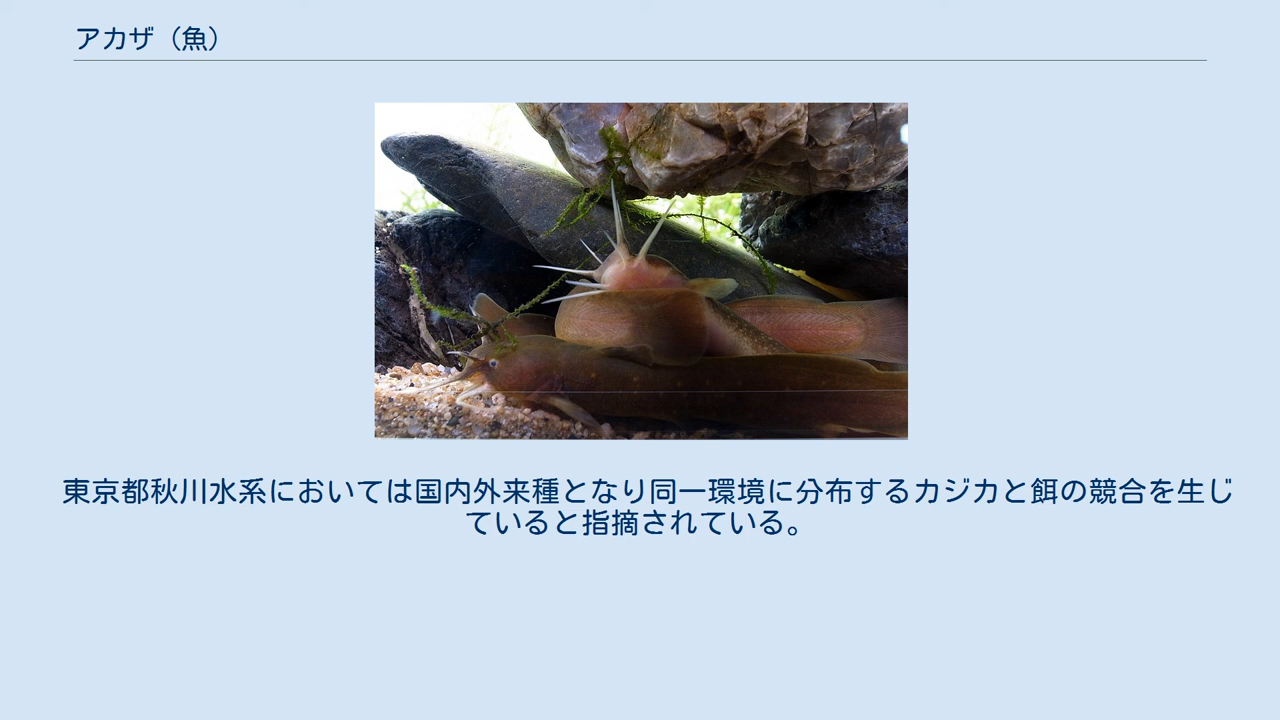 アカザ（魚）
東京都秋川水系においては国内外来種となり同一環境に分布するカジカと餌の競合を生じ
ていると指摘されている。